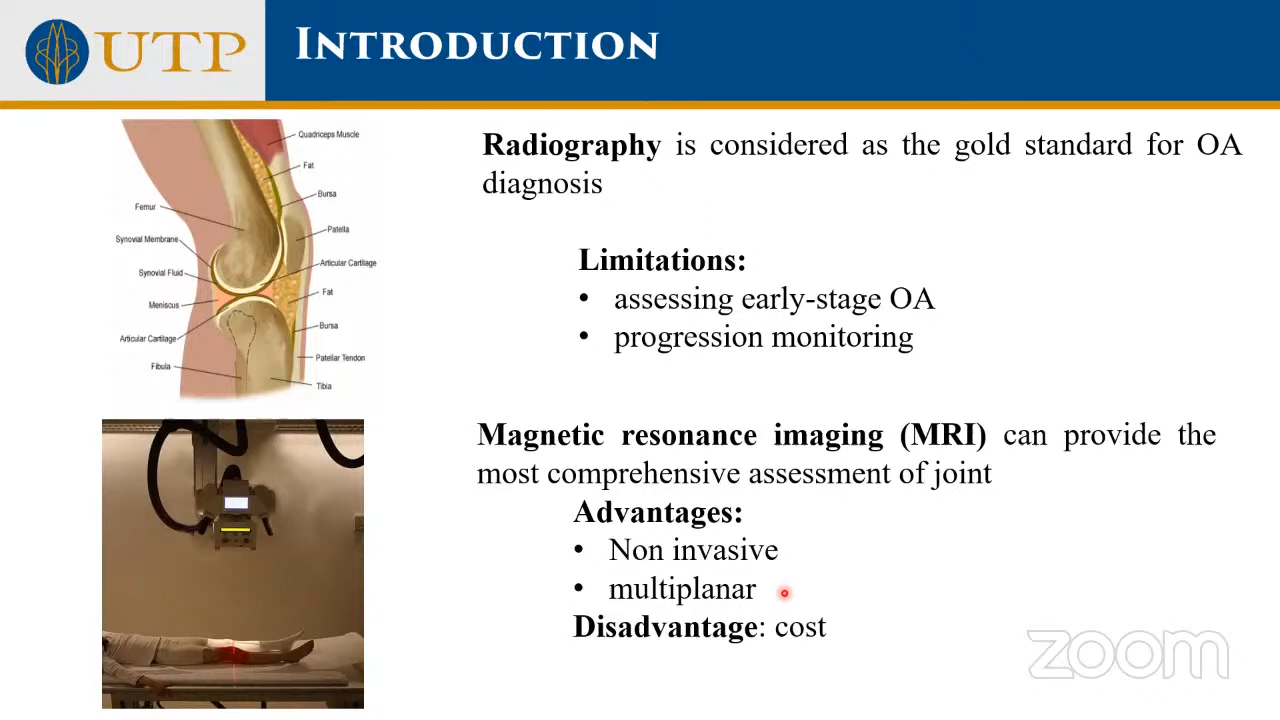 UTP
INTRODUCTION
Quadriceps Muscle
Fat
Bursa
Femur
Patella
Synovial Membrane
Articular Cartilage
Synovial Fluid
Fat
Meniscus
Bursa
Articular Cartilage
Patellar Tendon
Fibula
Tibia
Radiography is considered as the gold standard for OA
diagnosis
Limitations:
• assessing early-stage OA
• progression monitoring
Magnetic resonance imaging (MRI) can provide the
most comprehensive assessment of joint
Advantages:
• Non invasive
• multiplanar
Disadvantage: cost
zoom